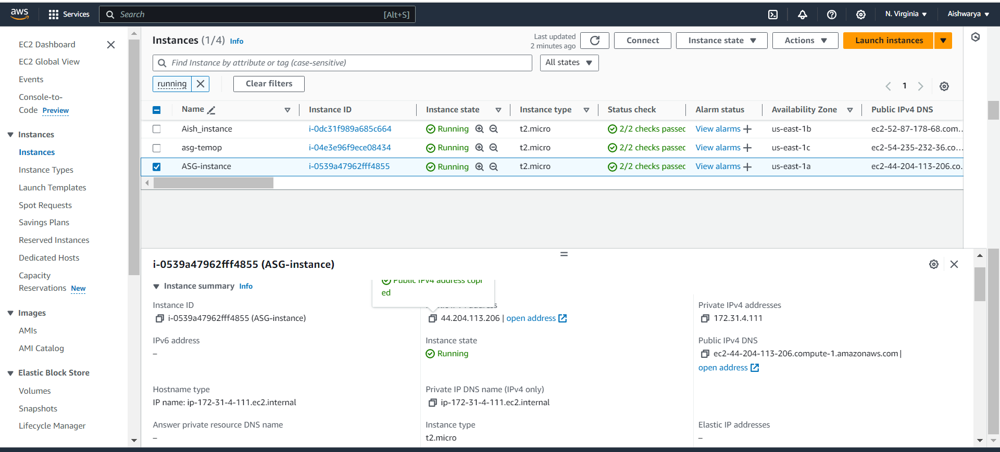 aws
Services
Search
[Alt+S]
N. Virginia
Aishwarya
EC2 Dashboard
EC2 Global View
Events
Console-to-
Code Preview
Instances
Instances
Instance Types
Launch Templates
Spot Requests
Savings Plans
Reserved Instances
Dedicated Hosts
Capacity
Reservations New
Images
AMIs
AMI Catalog
Elastic Block Store
Volumes
Snapshots
Lifecycle Manager
Instances (1/4) Info
Last updated
2 minutes ago
Connect
Instance state
Actions
Launch instances
Find Instance by attribute or tag (case-sensitive)
All states
running
Clear filters
1
Name Instance ID Instance state Instance type Status check Alarm status Availability Zone Public IPv4 DNS
Aish_instance i-0dc31f989a685c664 Running t2.micro 2/2 checks passec View alarms + us-east-1b ec2-52-87-178-68.com...
asg-temop i-04e3e96f9ece08434 Running t2.micro 2/2 checks passec View alarms + us-east-1c ec2-54-235-232-36.co...
ASG-instance i-0539a47962fff4855 Running t2.micro 2/2 checks passec View alarms + us-east-1a ec2-44-204-113-206.co.
i-0539a47962fff4855 (ASG-instance)
Instance summary Info
Public IPv4 address copi
ed
Instance ID
i-0539a47962fff4855 (ASG-instance)
44.204.113.206 | open address
Private IPv4 addresses
172.31.4.111
IPv6 address
–
Instance state
Running
Public IPv4 DNS
ec2-44-204-113-206.compute-1.amazonaws.com |
open address
Hostname type
IP name: ip-172-31-4-111.ec2.internal
Private IP DNS name (IPv4 only)
ip-172-31-4-111.ec2.internal
Answer private resource DNS name
–
Instance type
t2.micro
Elastic IP addresses
–